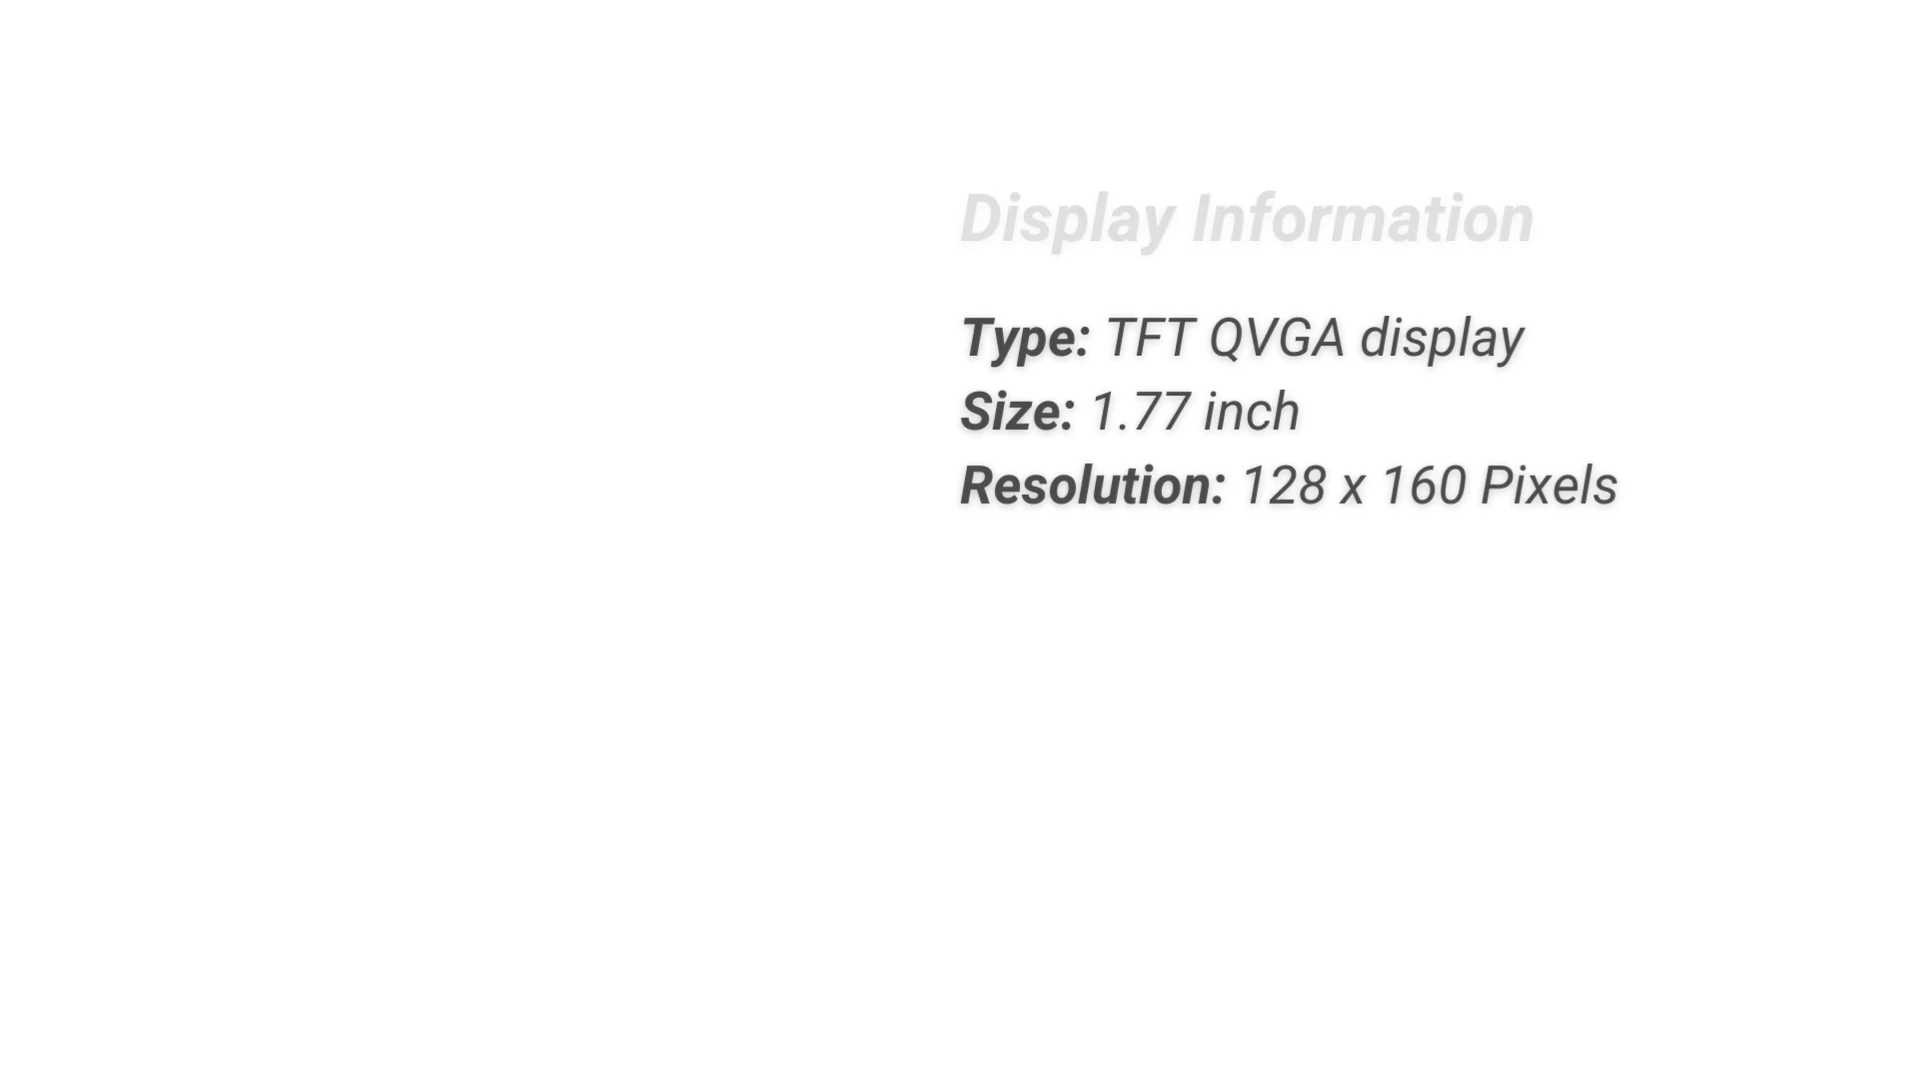 Display Information
Type: TFT QVGA display
Size: 1.77 inch
Resolution: 128 x 160 Pixels